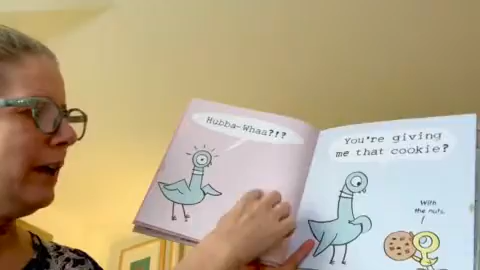 Hubba-Whaa?!?
You're giving
me that cookie?
With
the nuts.